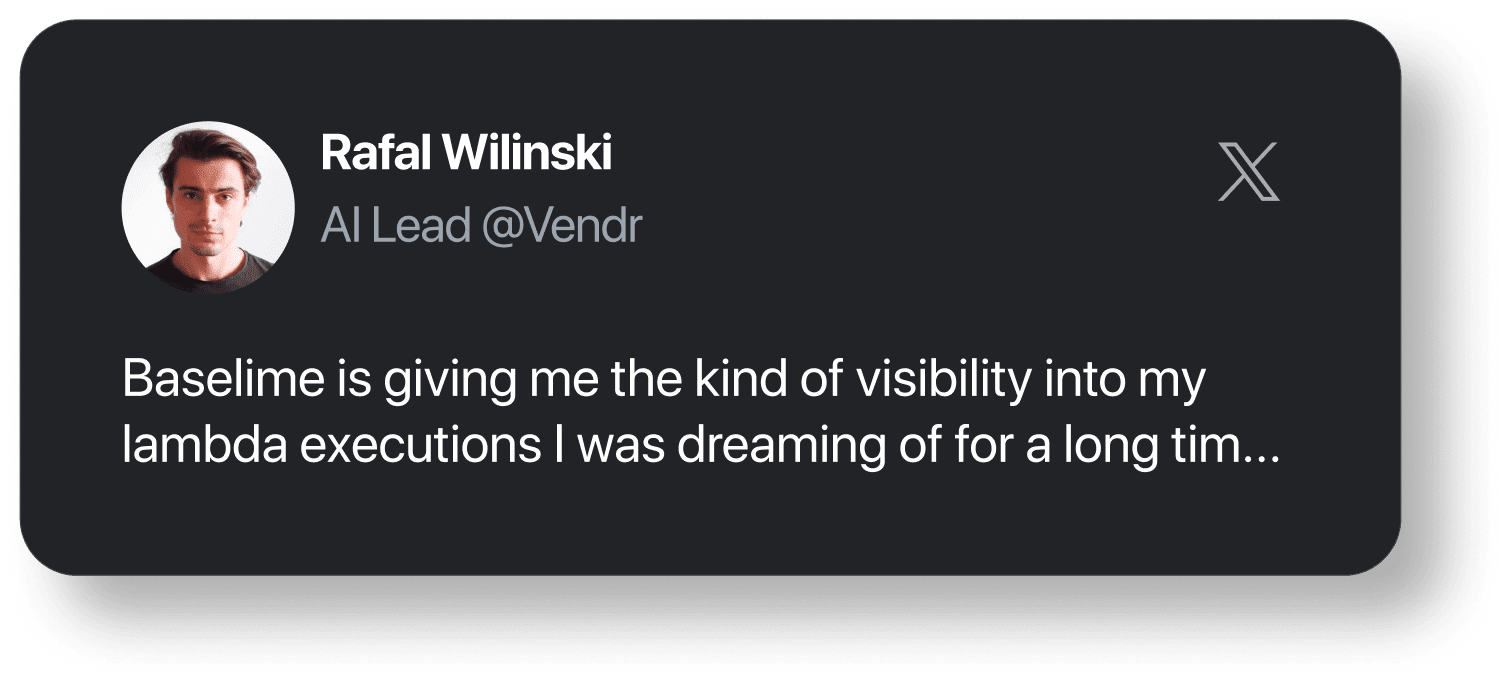 Rafal Wilinski
AI Lead @Vendr
Baselime is giving me the kind of visibility into my
lambda executions I was dreaming of for a long tim...